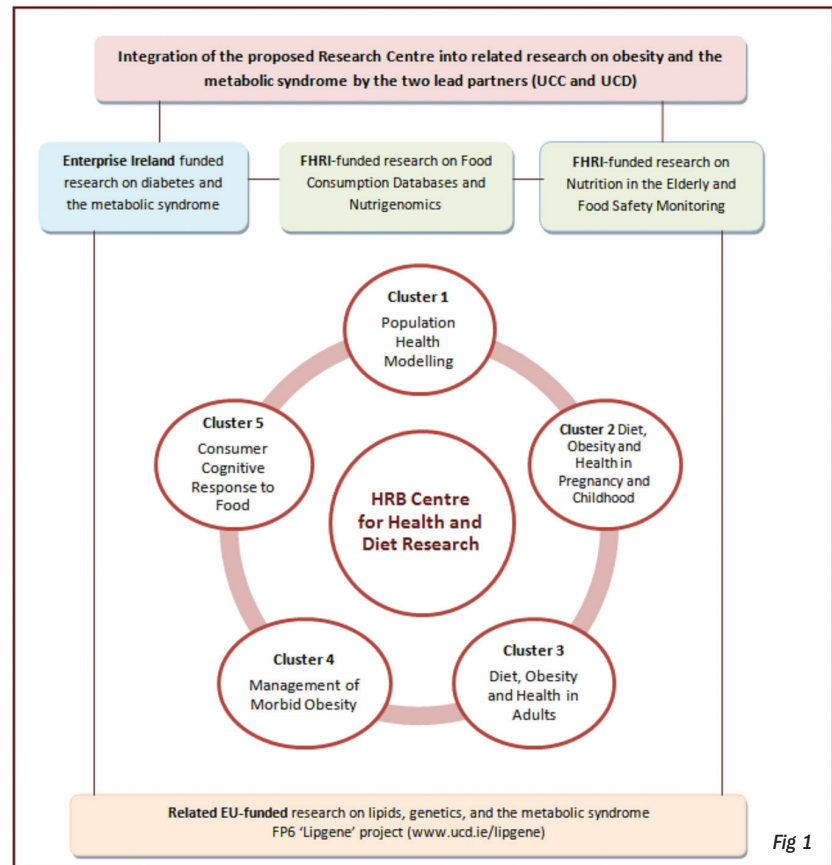 Integration of the proposed Research Centre into related research on obesity and the
metabolic syndrome by the two lead partners (UCC and UCD)
Enterprise Ireland funded
research on diabetes and
the metabolic syndrome
FHRI-funded research on Food
Consumption Databases and
Nutrigenomics
FHRI-funded research on
Nutrition in the Elderly and
Food Safety Monitoring
Cluster 1
Population
Health
Modelling
Cluster 2 Diet,
Obesity and
Health in
Pregnancy and
Childhood
Cluster 3
Diet, Obesity
and Health in
Adults
Cluster 4
Management of
Morbid Obesity
Cluster 5
Consumer
Cognitive
Response to
Food
HRB Centre
for Health and
Diet Research
Related EU-funded research on lipids, genetics, and the metabolic syndrome
FP6 'Lipgene' project (www.ucd.ie/lipgene)
Fig 1